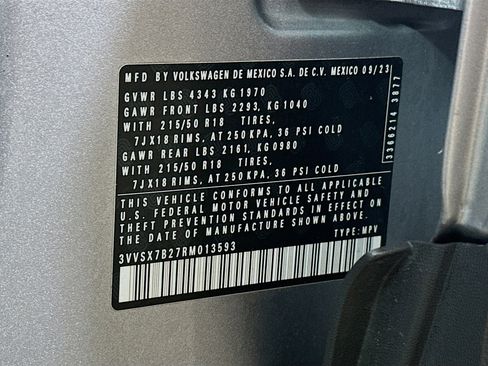 MFD BY VOLKSWAGEN DE MEXICO S.A. DE C.V. MEXICO 09/23
GVWR LBS 4343 KG1970
GAWR FRONT LBS 2293, KG1040
WITH 215/50 R18 TIRES,
7JX18 RIMS, AT 250KPA, 36 PSI COLD
GAWR REAR LBS 2161, KG0980
WITH 215/50 R18 TIRES,
7JX18 RIMS, AT 250KPA, 36 PSI COLD
THIS VEHICLE CONFORMS TO ALL APPLICABLE
U.S. FEDERAL MOTOR VEHICLE SAFETY AND
THEFT PREVENTION STANDARDS IN EFFECT ON
THE DATE OF MANUFACTURE SHOWN ABOVE.
3VVSX7B27RM013593 TYPE: MPV
3366214 3877